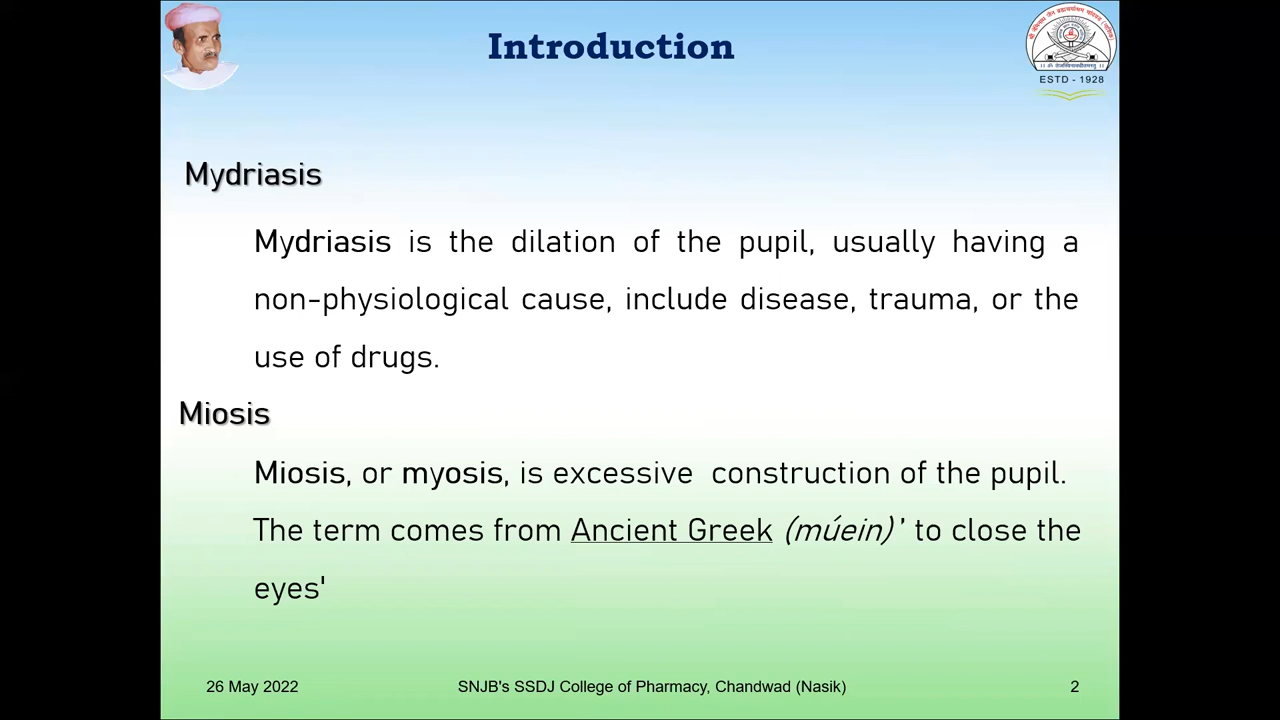 Introduction
ESTD - 1928
Mydriasis
Mydriasis is the dilation of the pupil, usually having a
non-physiological cause, include disease, trauma, or the
use of drugs.
Miosis
Miosis, or myosis, is excessive  construction of the pupil.
The term comes from Ancient Greek (múein) ’ to close the
eyes'
26 May 2022
SNJB's SSDJ College of Pharmacy, Chandwad (Nasik)
2